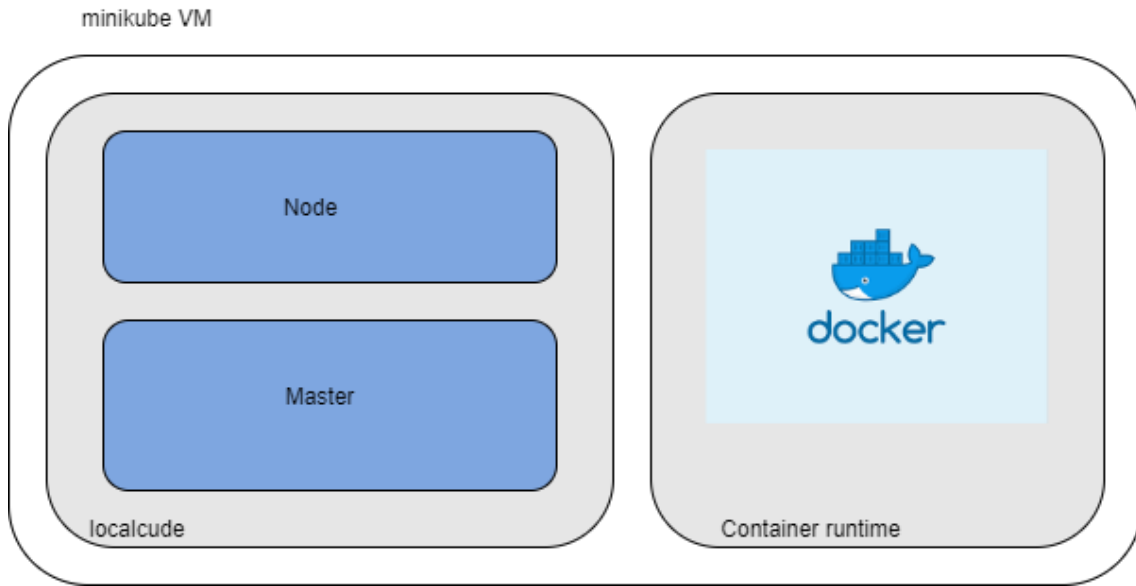 minikube VM
Node
Master
localcude
docker
Container runtime